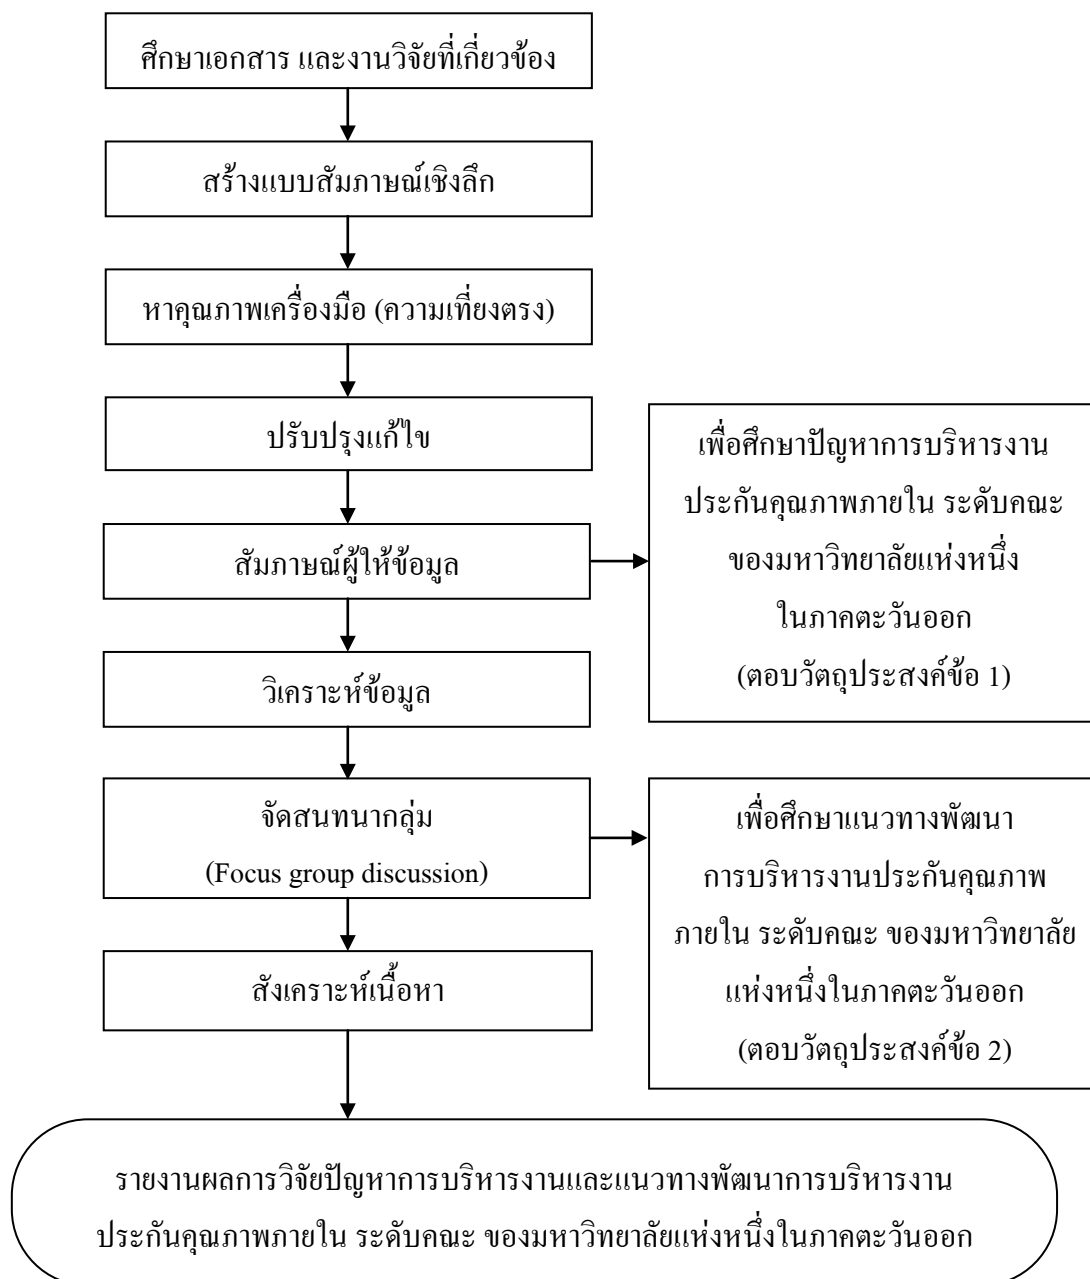 ศึกษาเอกสาร และงานวิจัยที่เกี่ยวข้อง
สร้างแบบสัมภาษณ์เชิงลึก
หาคุณภาพเครื่องมือ (ความเที่ยงตรง)
ปรับปรุงแก้ไข
สัมภาษณ์ผู้ให้ข้อมูล
เพื่อศึกษาปัญหาการบริหารงาน
ประกันคุณภาพภายใน ระดับคณะ
ของมหาวิทยาลัยแห่งหนึ่ง
ในภาคตะวันออก
(ตอบวัตถุประสงค์ข้อ 1)
วิเคราะห์ข้อมูล
จัดสนทนากลุ่ม
(Focus group discussion)
เพื่อศึกษาแนวทางพัฒนา
การบริหารงานประกันคุณภาพ
ภายใน ระดับคณะ ของมหาวิทยาลัย
แห่งหนึ่งในภาคตะวันออก
(ตอบวัตถุประสงค์ข้อ 2)
สังเคราะห์เนื้อหา
รายงานผลการวิจัยปัญหาการบริหารงานและแนวทางพัฒนาการบริหารงาน
ประกันคุณภาพภายใน ระดับคณะ ของมหาวิทยาลัยแห่งหนึ่งในภาคตะวันออก